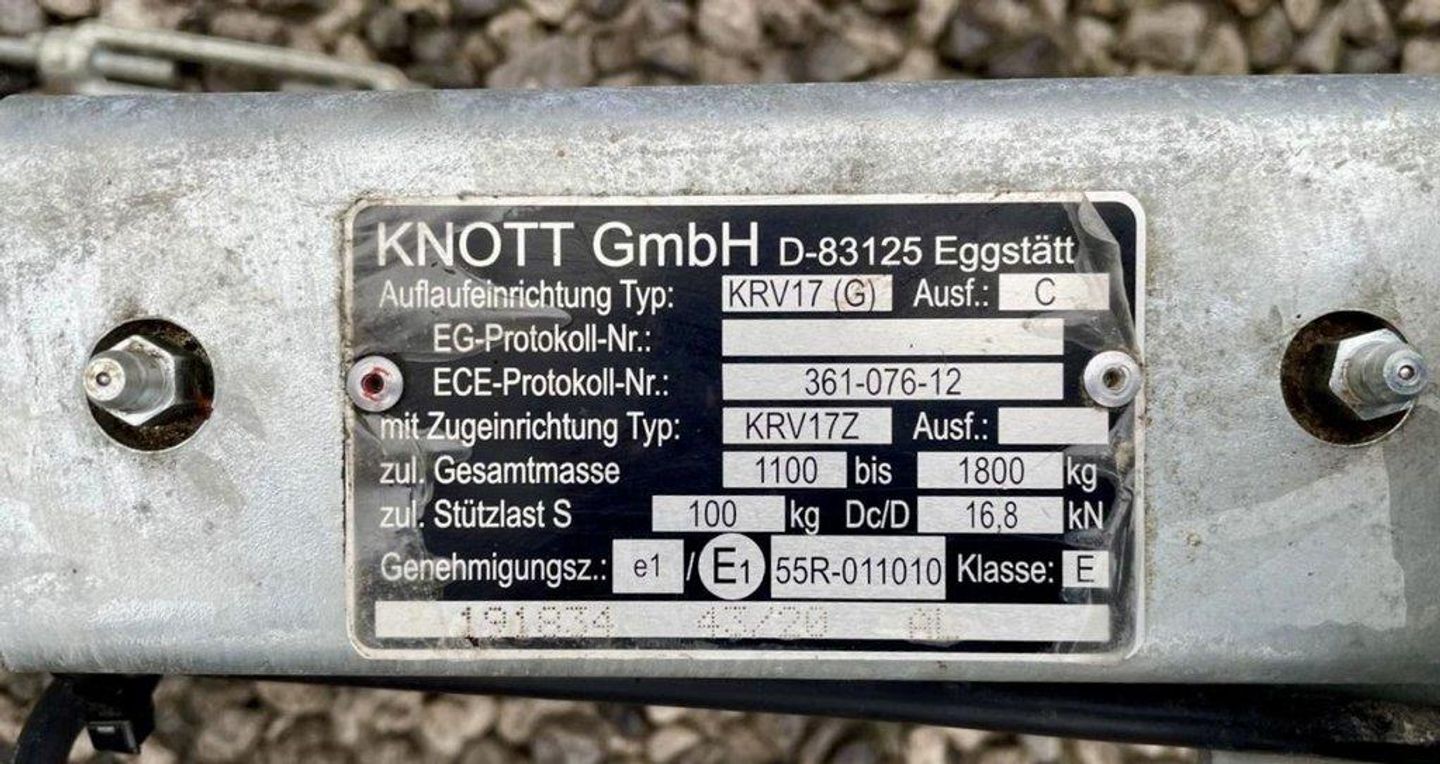 KNOTT GmbH D-83125 Eggstätt
Auflaufeinrichtung Typ: KRV17 (G) Ausf.: C
EG-Protokoll-Nr.:
ECE-Protokoll-Nr.: 361-076-12
mit Zugeinrichtung Typ: KRV17Z Ausf.:
zul. Gesamtmasse 1100 bis 1800 kg
zul. Stützlast S 100 kg Dc/D 16,8 kN
Genehmigungsz.: e1 / E1 55R-011010 Klasse: E
191834 43/20 AL